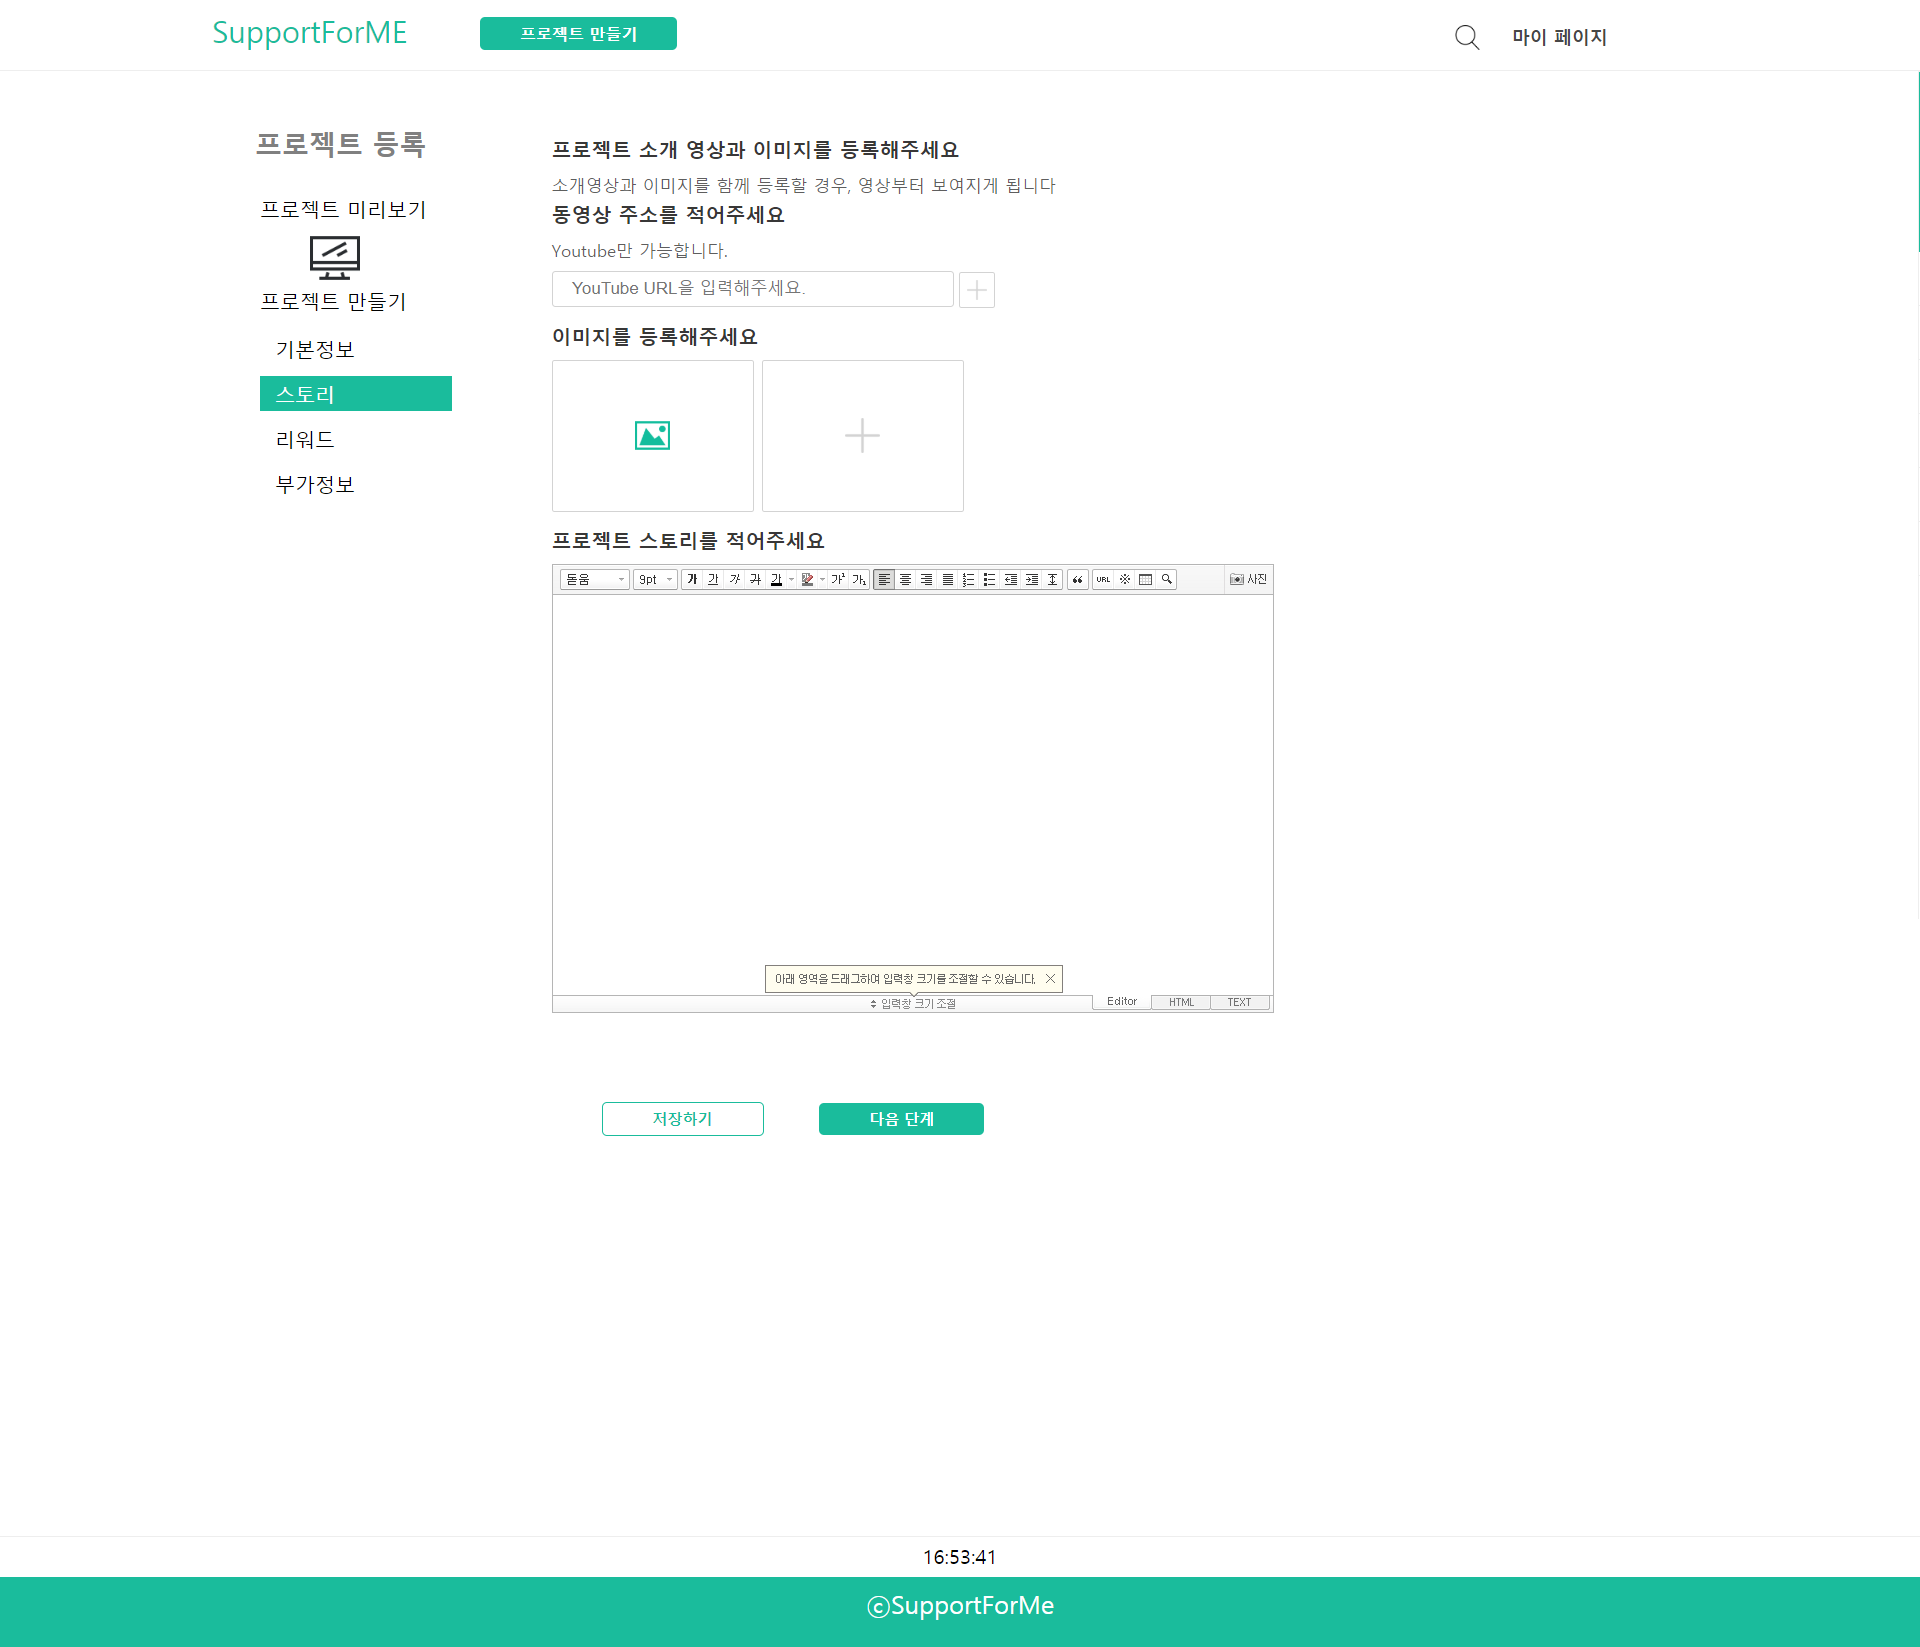 SupportForME
프로젝트 만들기
마이 페이지
프로젝트 등록
프로젝트 미리보기
프로젝트 만들기
기본정보
스토리
리워드
부가정보
프로젝트 소개 영상과 이미지를 등록해주세요
소개영상과 이미지를 함께 등록할 경우, 영상부터 보여지게 됩니다
동영상 주소를 적어주세요
Youtube만 가능합니다.
YouTube URL을 입력해주세요.
이미지를 등록해주세요
프로젝트 스토리를 적어주세요
돋움 9pt 가 가 가 가 가 가¹ 가₁ URL ※ 사진
아래 영역을 드래그하여 입력창 크기를 조절할 수 있습니다.
입력창 크기 조절 Editor HTML TEXT
저장하기 다음 단계
16:53:41
ⓒSupportForMe